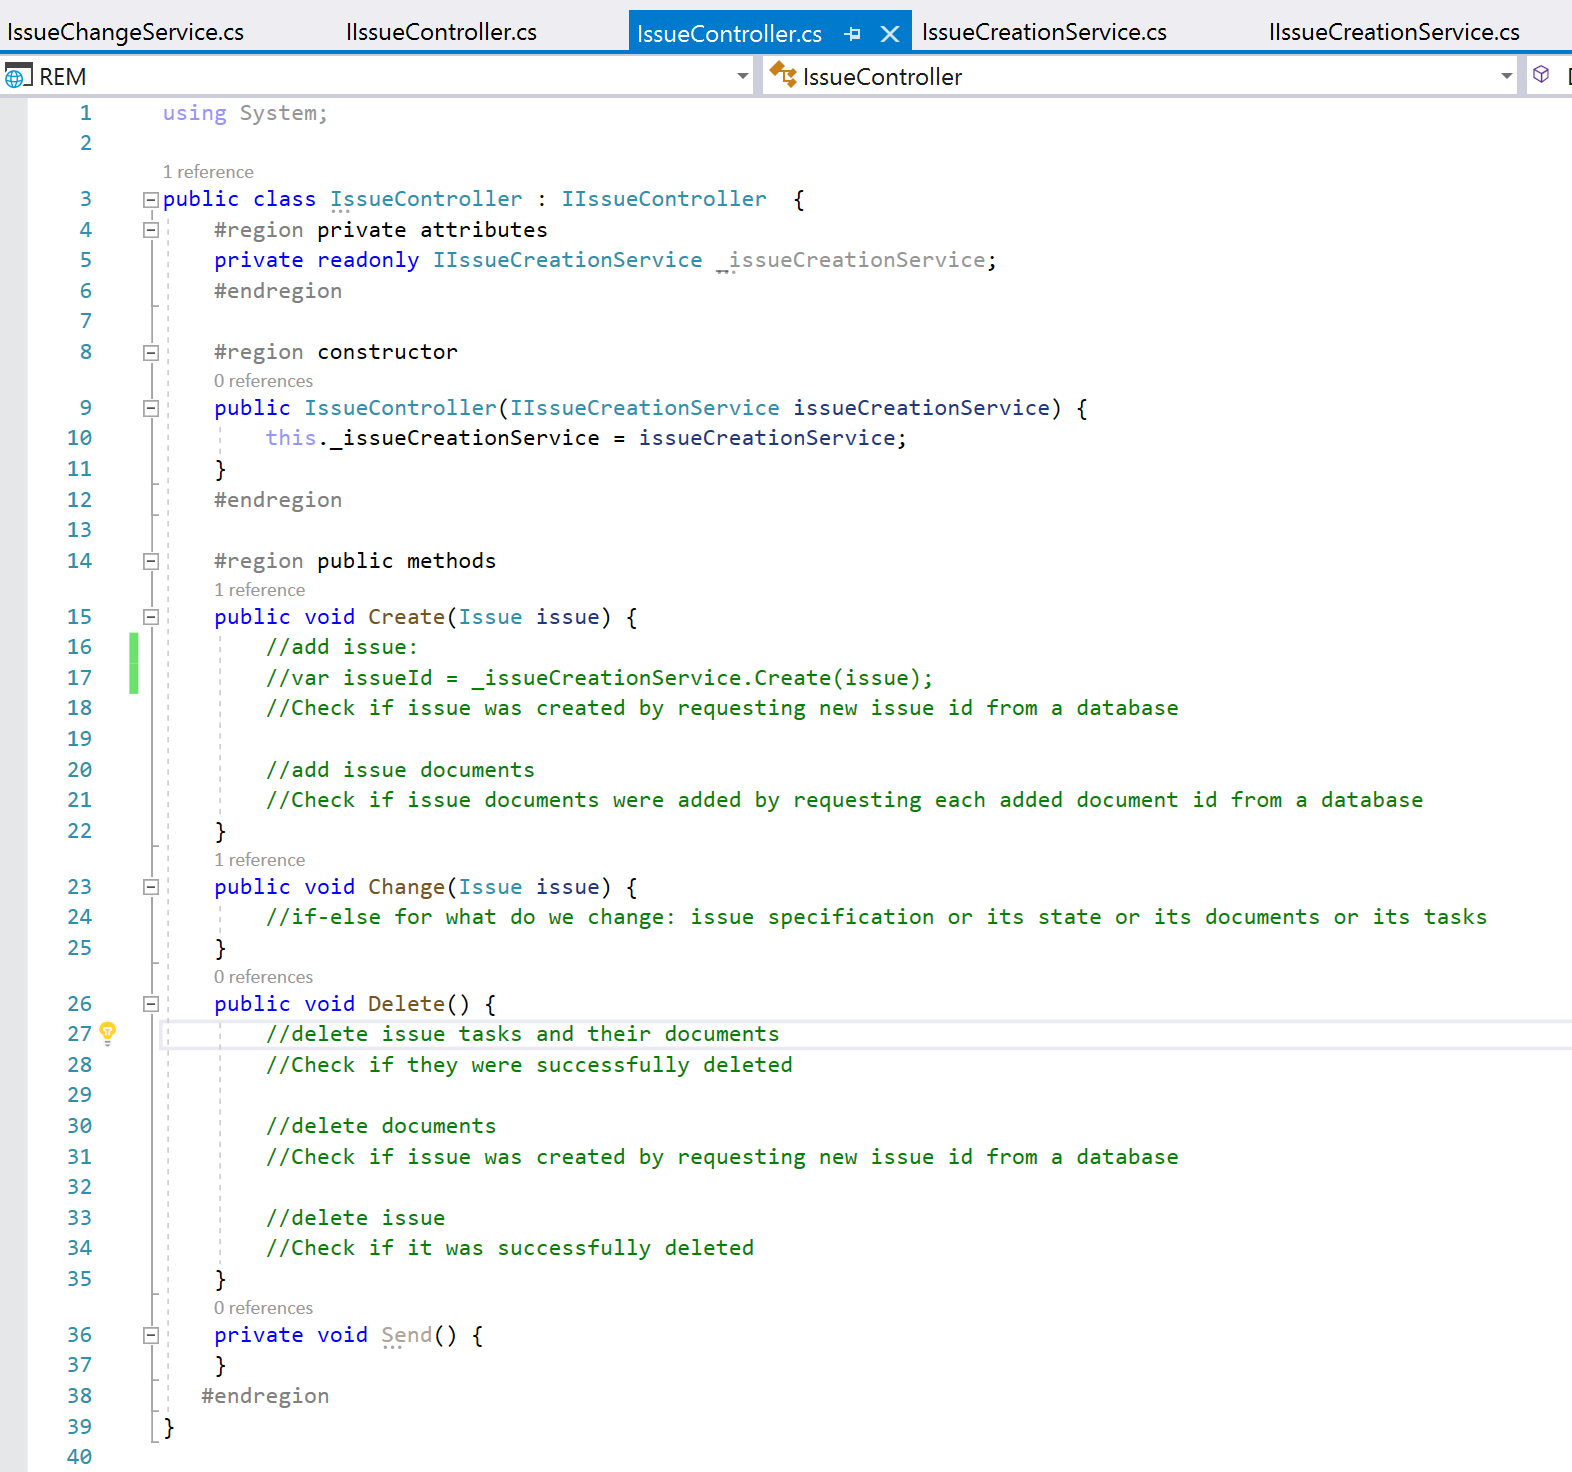 IssueChangeService.cs IIssueController.cs IssueController.cs IssueCreationService.cs IIssueCreationService.cs
REM IssueController
1 using System;
2
1 reference
3 public class IssueController : IIssueController  {
4 #region private attributes
5 private readonly IIssueCreationService _issueCreationService;
6 #endregion
7
8 #region constructor
0 references
9 public IssueController(IIssueCreationService issueCreationService) {
10 this._issueCreationService = issueCreationService;
11 }
12 #endregion
13
14 #region public methods
1 reference
15 public void Create(Issue issue) {
16 //add issue:
17 //var issueId = _issueCreationService.Create(issue);
18 //Check if issue was created by requesting new issue id from a database
19
20 //add issue documents
21 //Check if issue documents were added by requesting each added document id from a database
22 }
1 reference
23 public void Change(Issue issue) {
24 //if-else for what do we change: issue specification or its state or its documents or its tasks
25 }
0 references
26 public void Delete() {
27 //delete issue tasks and their documents
28 //Check if they were successfully deleted
29
30 //delete documents
31 //Check if issue was created by requesting new issue id from a database
32
33 //delete issue
34 //Check if it was successfully deleted
35 }
0 references
36 private void Send() {
37 }
38 #endregion
39 }
40